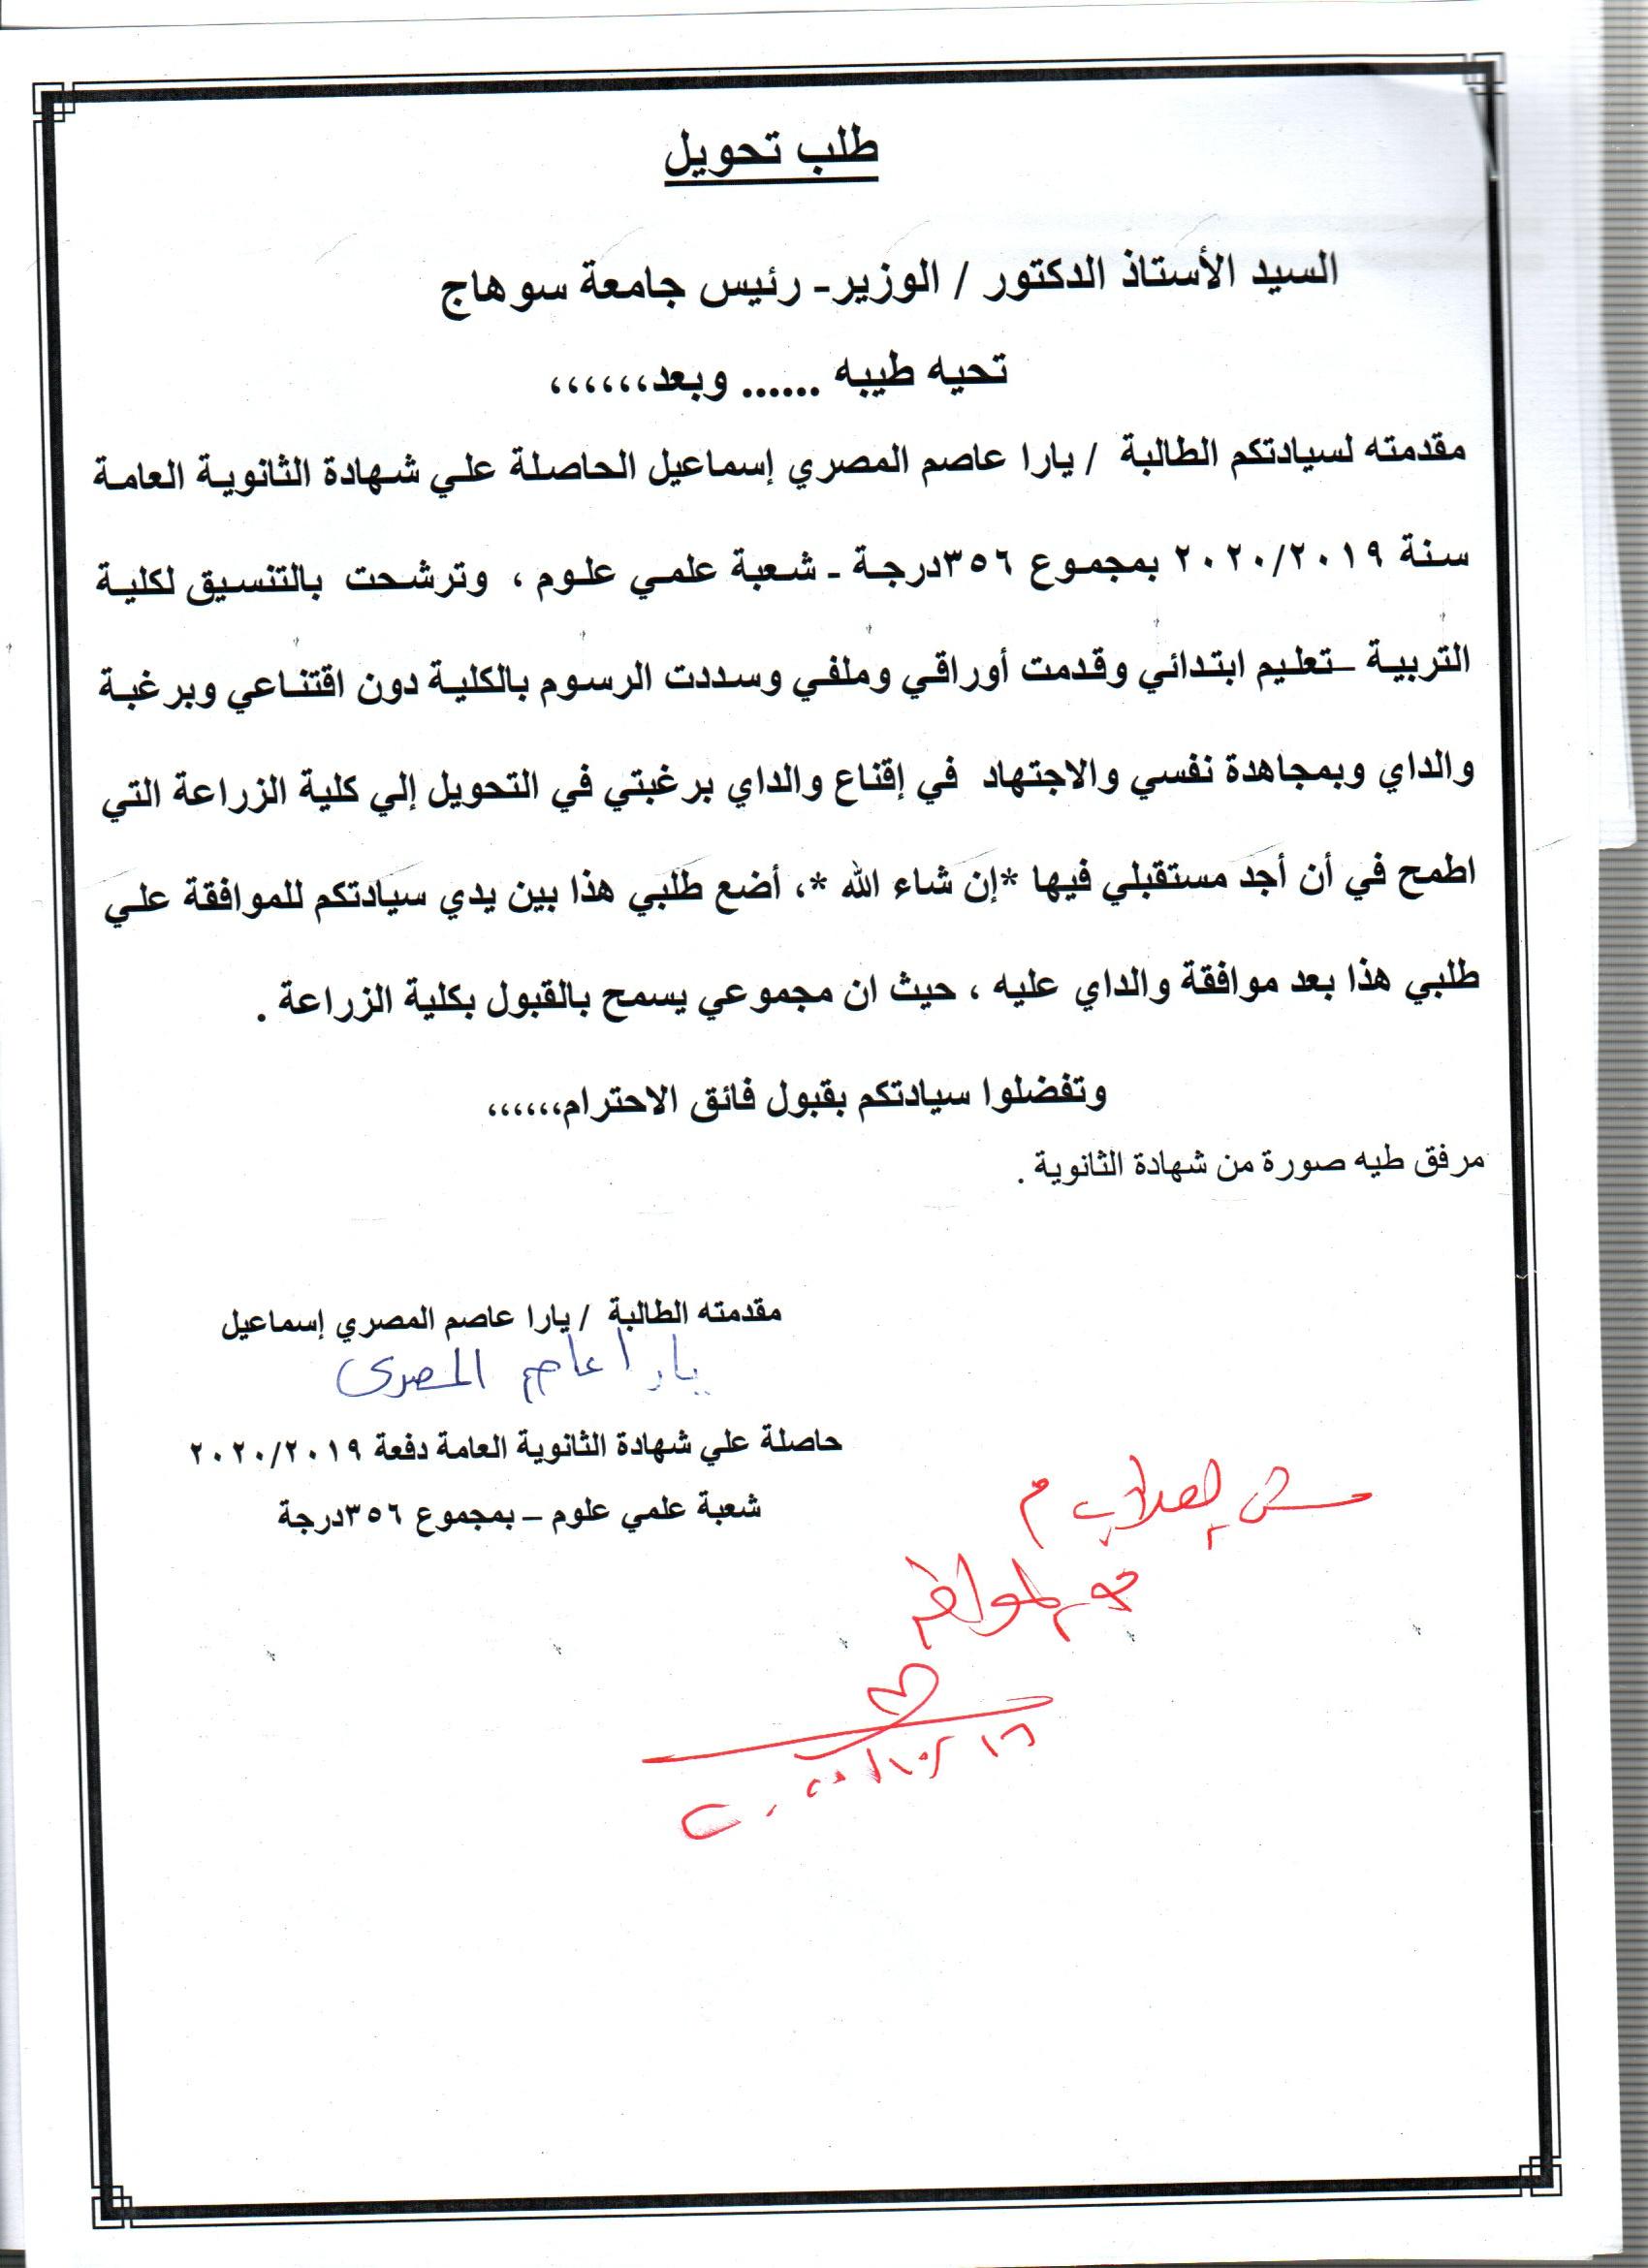 طلب تحويل
السيد الأستاذ الدكتور / الوزير- رئيس جامعة سوهاج
تحيه طيبه ...... وبعد،،،،،،
مقدمته لسيادتكم الطالبة / يارا عاصم المصري إسماعيل الحاصلة علي شهادة الثانوية العامة
سنة ٢٠٢٠/٢٠١٩ بمجموع ٣٥٦درجة - شعبة علمي علوم ، وترشحت بالتنسيق لكلية
التربية –تعليم ابتدائي وقدمت أوراقي وملفي وسددت الرسوم بالكلية دون اقتناعي وبرغبة
والداي وبمجاهدة نفسي والاجتهاد في إقناع والداي برغبتي في التحويل إلي كلية الزراعة التي
اطمح في أن أجد مستقبلي فيها *إن شاء الله *، أضع طلبي هذا بين يدي سيادتكم للموافقة علي
طلبي هذا بعد موافقة والداي عليه ، حيث ان مجموعي يسمح بالقبول بكلية الزراعة .
وتفضلوا سيادتكم بقبول فائق الاحترام،،،،،،
مرفق طيه صورة من شهادة الثانوية .
مقدمته الطالبة / يارا عاصم المصري إسماعيل
يارا عاصم المصرى
حاصلة علي شهادة الثانوية العامة دفعة ٢٠٢٠/٢٠١٩
شعبة علمي علوم – بمجموع ٣٥٦درجة